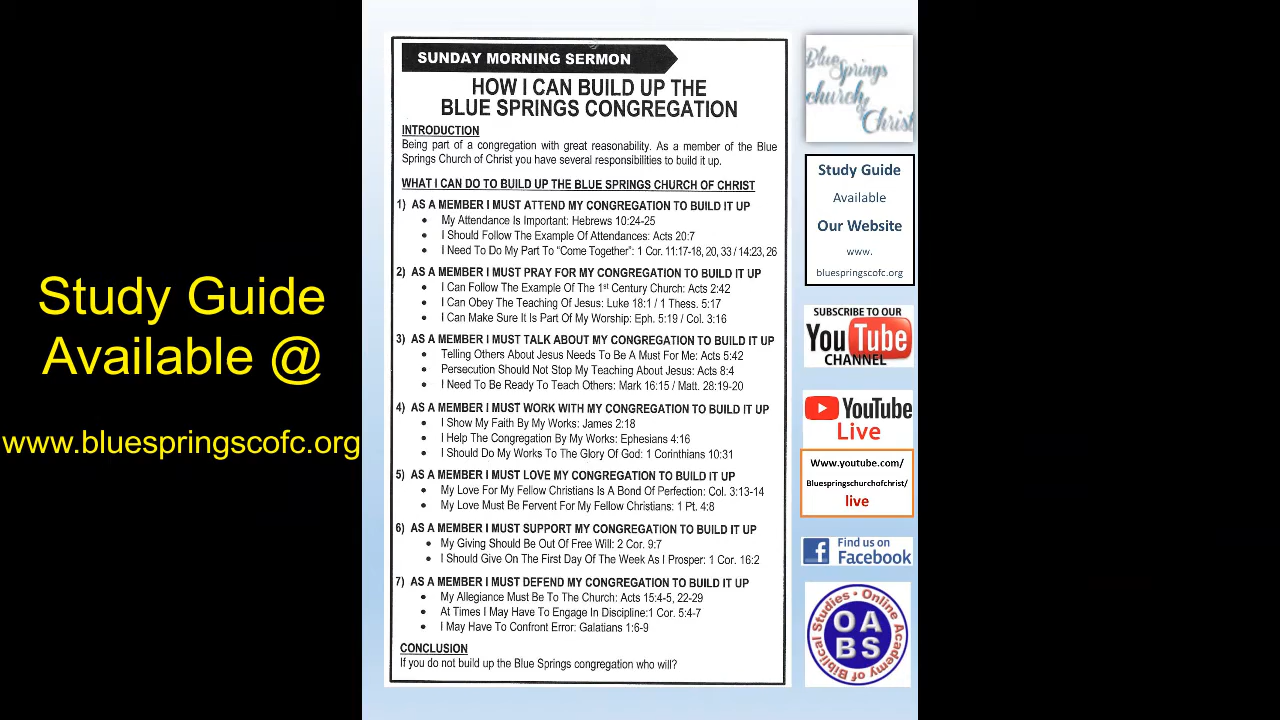 Study Guide
Available @
www.bluespringscofc.org
SUNDAY MORNING SERMON
HOW I CAN BUILD UP THE
BLUE SPRINGS CONGREGATION
INTRODUCTION
Being part of a congregation with great reasonability. As a member of the Blue
Springs Church of Christ you have several responsibilities to build it up.
WHAT I CAN DO TO BUILD UP THE BLUE SPRINGS CHURCH OF CHRIST
1) AS A MEMBER I MUST ATTEND MY CONGREGATION TO BUILD IT UP
• My Attendance Is Important: Hebrews 10:24-25
• I Should Follow The Example Of Attendances: Acts 20:7
• I Need To Do My Part To “Come Together”: 1 Cor. 11:17-18, 20, 33 / 14:23, 26
2) AS A MEMBER I MUST PRAY FOR MY CONGREGATION TO BUILD IT UP
• I Can Follow The Example Of The 1st Century Church: Acts 2:42
• I Can Obey The Teaching Of Jesus: Luke 18:1 / 1 Thess. 5:17
• I Can Make Sure It Is Part Of My Worship: Eph. 5:19 / Col. 3:16
3) AS A MEMBER I MUST TALK ABOUT MY CONGREGATION TO BUILD IT UP
• Telling Others About Jesus Needs To Be A Must For Me: Acts 5:42
• Persecution Should Not Stop My Teaching About Jesus: Acts 8:4
• I Need To Be Ready To Teach Others: Mark 16:15 / Matt. 28:19-20
4) AS A MEMBER I MUST WORK WITH MY CONGREGATION TO BUILD IT UP
• I Show My Faith By My Works: James 2:18
• I Help The Congregation By My Works: Ephesians 4:16
• I Should Do My Works To The Glory Of God: 1 Corinthians 10:31
5) AS A MEMBER I MUST LOVE MY CONGREGATION TO BUILD IT UP
• My Love For My Fellow Christians Is A Bond Of Perfection: Col. 3:13-14
• My Love Must Be Fervent For My Fellow Christians: 1 Pt. 4:8
6) AS A MEMBER I MUST SUPPORT MY CONGREGATION TO BUILD IT UP
• My Giving Should Be Out Of Free Will: 2 Cor. 9:7
• I Should Give On The First Day Of The Week As I Prosper: 1 Cor. 16:2
7) AS A MEMBER I MUST DEFEND MY CONGREGATION TO BUILD IT UP
• My Allegiance Must Be To The Church: Acts 15:4-5, 22-29
• At Times I May Have To Engage In Discipline:1 Cor. 5:4-7
• I May Have To Confront Error: Galatians 1:6-9
CONCLUSION
If you do not build up the Blue Springs congregation who will?
Blue
Springs
church
of
Christ
Study Guide
Available
Our Website
www.
bluespringscofc.org
SUBSCRIBE TO OUR
YouTube
CHANNEL
YouTube
Live
Www.youtube.com/
Bluespringschurchofchrist/
live
Find us on
Facebook
Online Academy of Biblical Studies
OA
BS